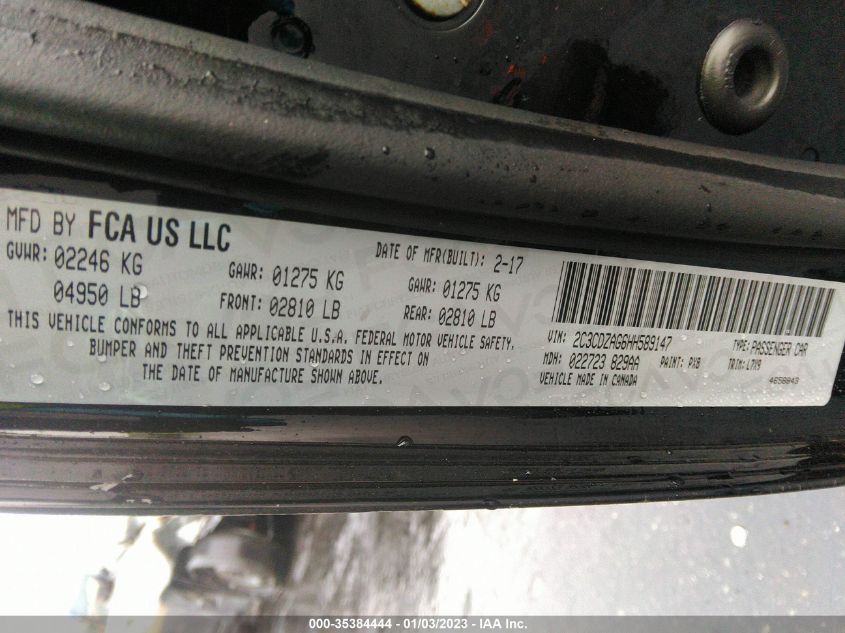 MFD BY FCA US LLC
DATE OF MFR(BUILT): 2-17
GVWR: 02246 KG
GAWR: 01275 KG
GAWR: 01275 KG
04950 LB
FRONT: 02810 LB
REAR: 02810 LB
THIS VEHICLE CONFORMS TO ALL APPLICABLE U.S.A. FEDERAL MOTOR VEHICLE SAFETY,
BUMPER AND THEFT PREVENTION STANDARDS IN EFFECT ON
THE DATE OF MANUFACTURE SHOWN ABOVE.
VIN: 2C3CDZAG6HH589147
TYPE: PASSENGER CAR
MDH: 022723 829AA
PAINT: PX8
TRIM: L7X9
VEHICLE MADE IN CANADA
000-35384444 - 01/03/2023 - IAA Inc.